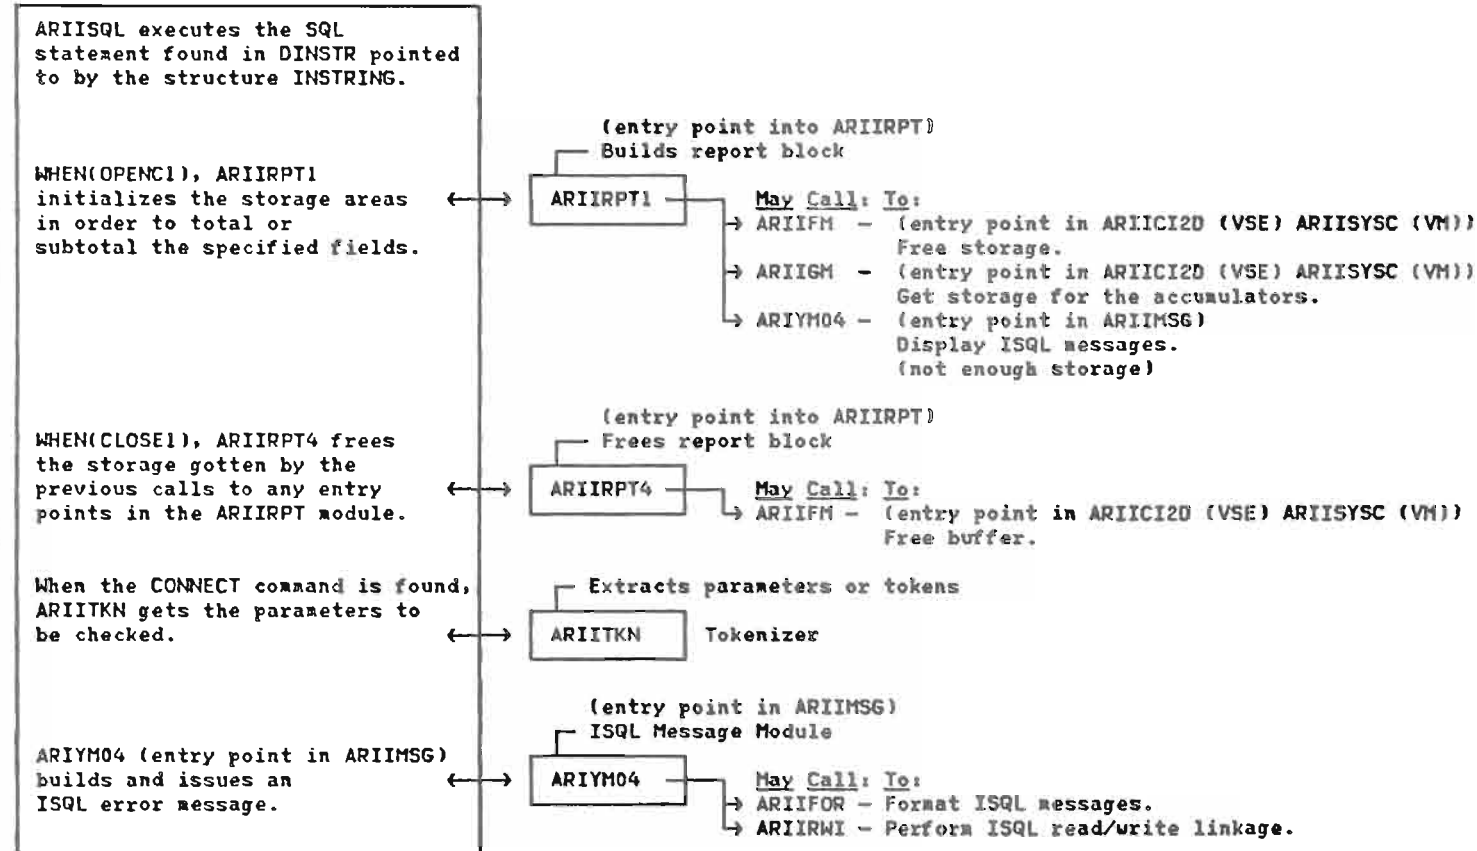 ARIISQL executes the SQL
statement found in DINSTR pointed
to by the structure INSTRING.
(entry point into ARIIRPT)
Builds report block
WHEN(OPENC1), ARIIRPT1
initializes the storage areas
in order to total or
subtotal the specified fields.
ARIIRPT1
May Call: To:
ARIIFM - (entry point in ARIICI2D (VSE) ARIISYSC (VM))
Free storage.
ARIIGM - (entry point in ARIICI2D (VSE) ARIISYSC (VM))
Get storage for the accumulators.
ARIYM04 - (entry point in ARIIMSG)
Display ISQL messages.
(not enough storage)
(entry point into ARIIRPT)
Frees report block
WHEN(CLOSE1), ARIIRPT4 frees
the storage gotten by the
previous calls to any entry
points in the ARIIRPT module.
ARIIRPT4
May Call: To:
ARIIFM - (entry point in ARIICI2D (VSE) ARIISYSC (VM))
Free buffer.
When the CONNECT command is found,
ARIITKN gets the parameters to
be checked.
Extracts parameters or tokens
ARIITKN Tokenizer
(entry point in ARIIMSG)
ISQL Message Module
ARIYM04 (entry point in ARIIMSG)
builds and issues an
ISQL error message.
ARIYM04
May Call: To:
ARIIFOR - Format ISQL messages.
ARIIRWI - Perform ISQL read/write linkage.